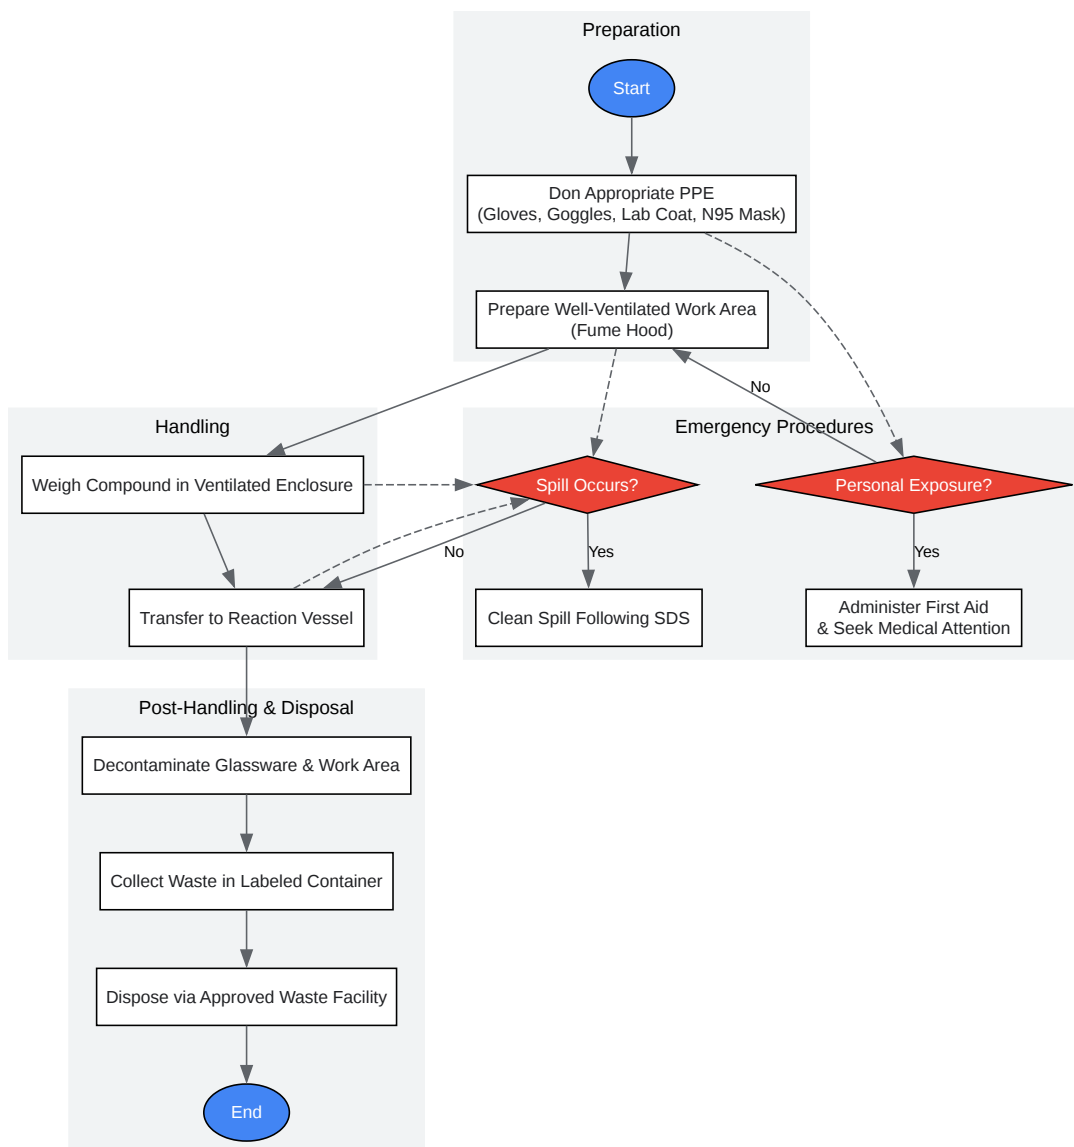 Preparation
Start
Don Appropriate PPE
(Gloves, Goggles, Lab Coat, N95 Mask)
Prepare Well-Ventilated Work Area
(Fume Hood)
No
Handling
Emergency Procedures
Weigh Compound in Ventilated Enclosure
Spill Occurs?
Personal Exposure?
No
Yes
Yes
Transfer to Reaction Vessel
Clean Spill Following SDS
Administer First Aid
& Seek Medical Attention
Post-Handling & Disposal
Decontaminate Glassware & Work Area
Collect Waste in Labeled Container
Dispose via Approved Waste Facility
End